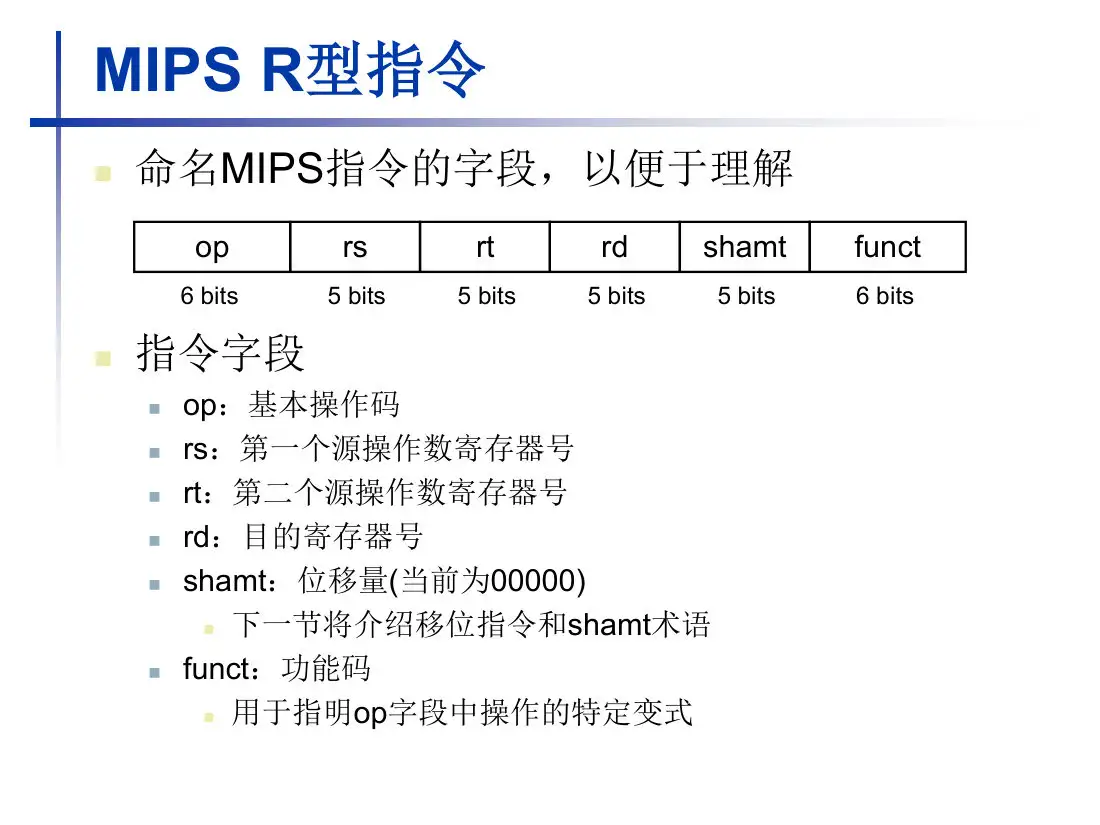 MIPS R型指令
命名MIPS指令的字段，以便于理解
op rs rt rd shamt funct
6 bits 5 bits 5 bits 5 bits 5 bits 6 bits
指令字段
op：基本操作码
rs：第一个源操作数寄存器号
rt：第二个源操作数寄存器号
rd：目的寄存器号
shamt：位移量(当前为00000)
下一节将介绍移位指令和shamt术语
funct：功能码
用于指明op字段中操作的特定变式